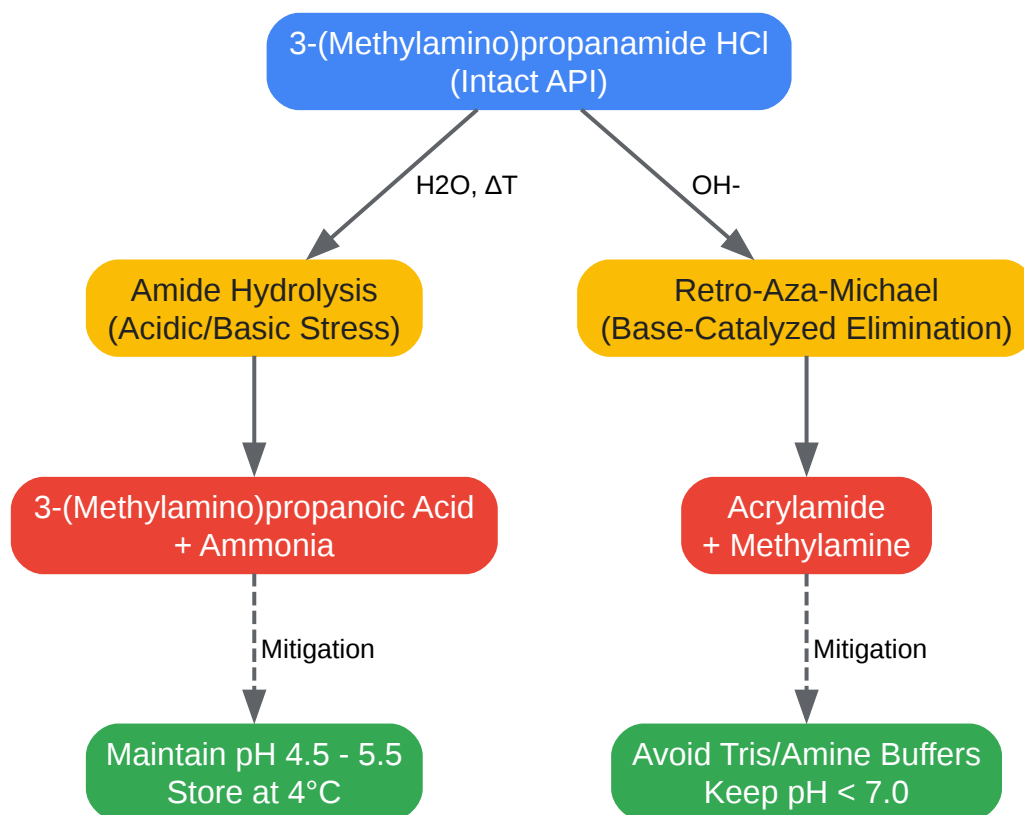 3-(Methylamino)propanamide HCl
(Intact API)
H2O, ΔT
OH-
Amide Hydrolysis
(Acidic/Basic Stress)
Retro-Aza-Michael
(Base-Catalyzed Elimination)
3-(Methylamino)propanoic Acid
+ Ammonia
Acrylamide
+ Methylamine
Mitigation
Mitigation
Maintain pH 4.5 - 5.5
Store at 4°C
Avoid Tris/Amine Buffers
Keep pH < 7.0